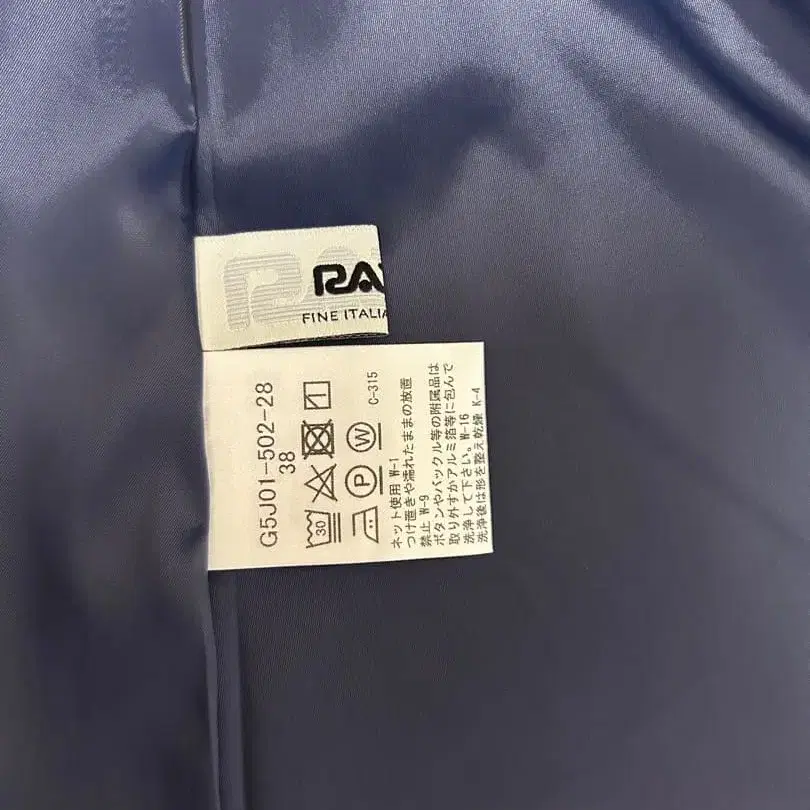 RA
FINE ITALIA
G5J01-502-28
38
30
P W
C-315
ネット使用 W-1
つけ置きや濡れたままの放置
禁止 W-9
ボタンやバックル等の附属品は
取り外すかアルミ箔等に包んで
洗浄して下さい。W-16
洗浄後は形を整え乾燥 K-4